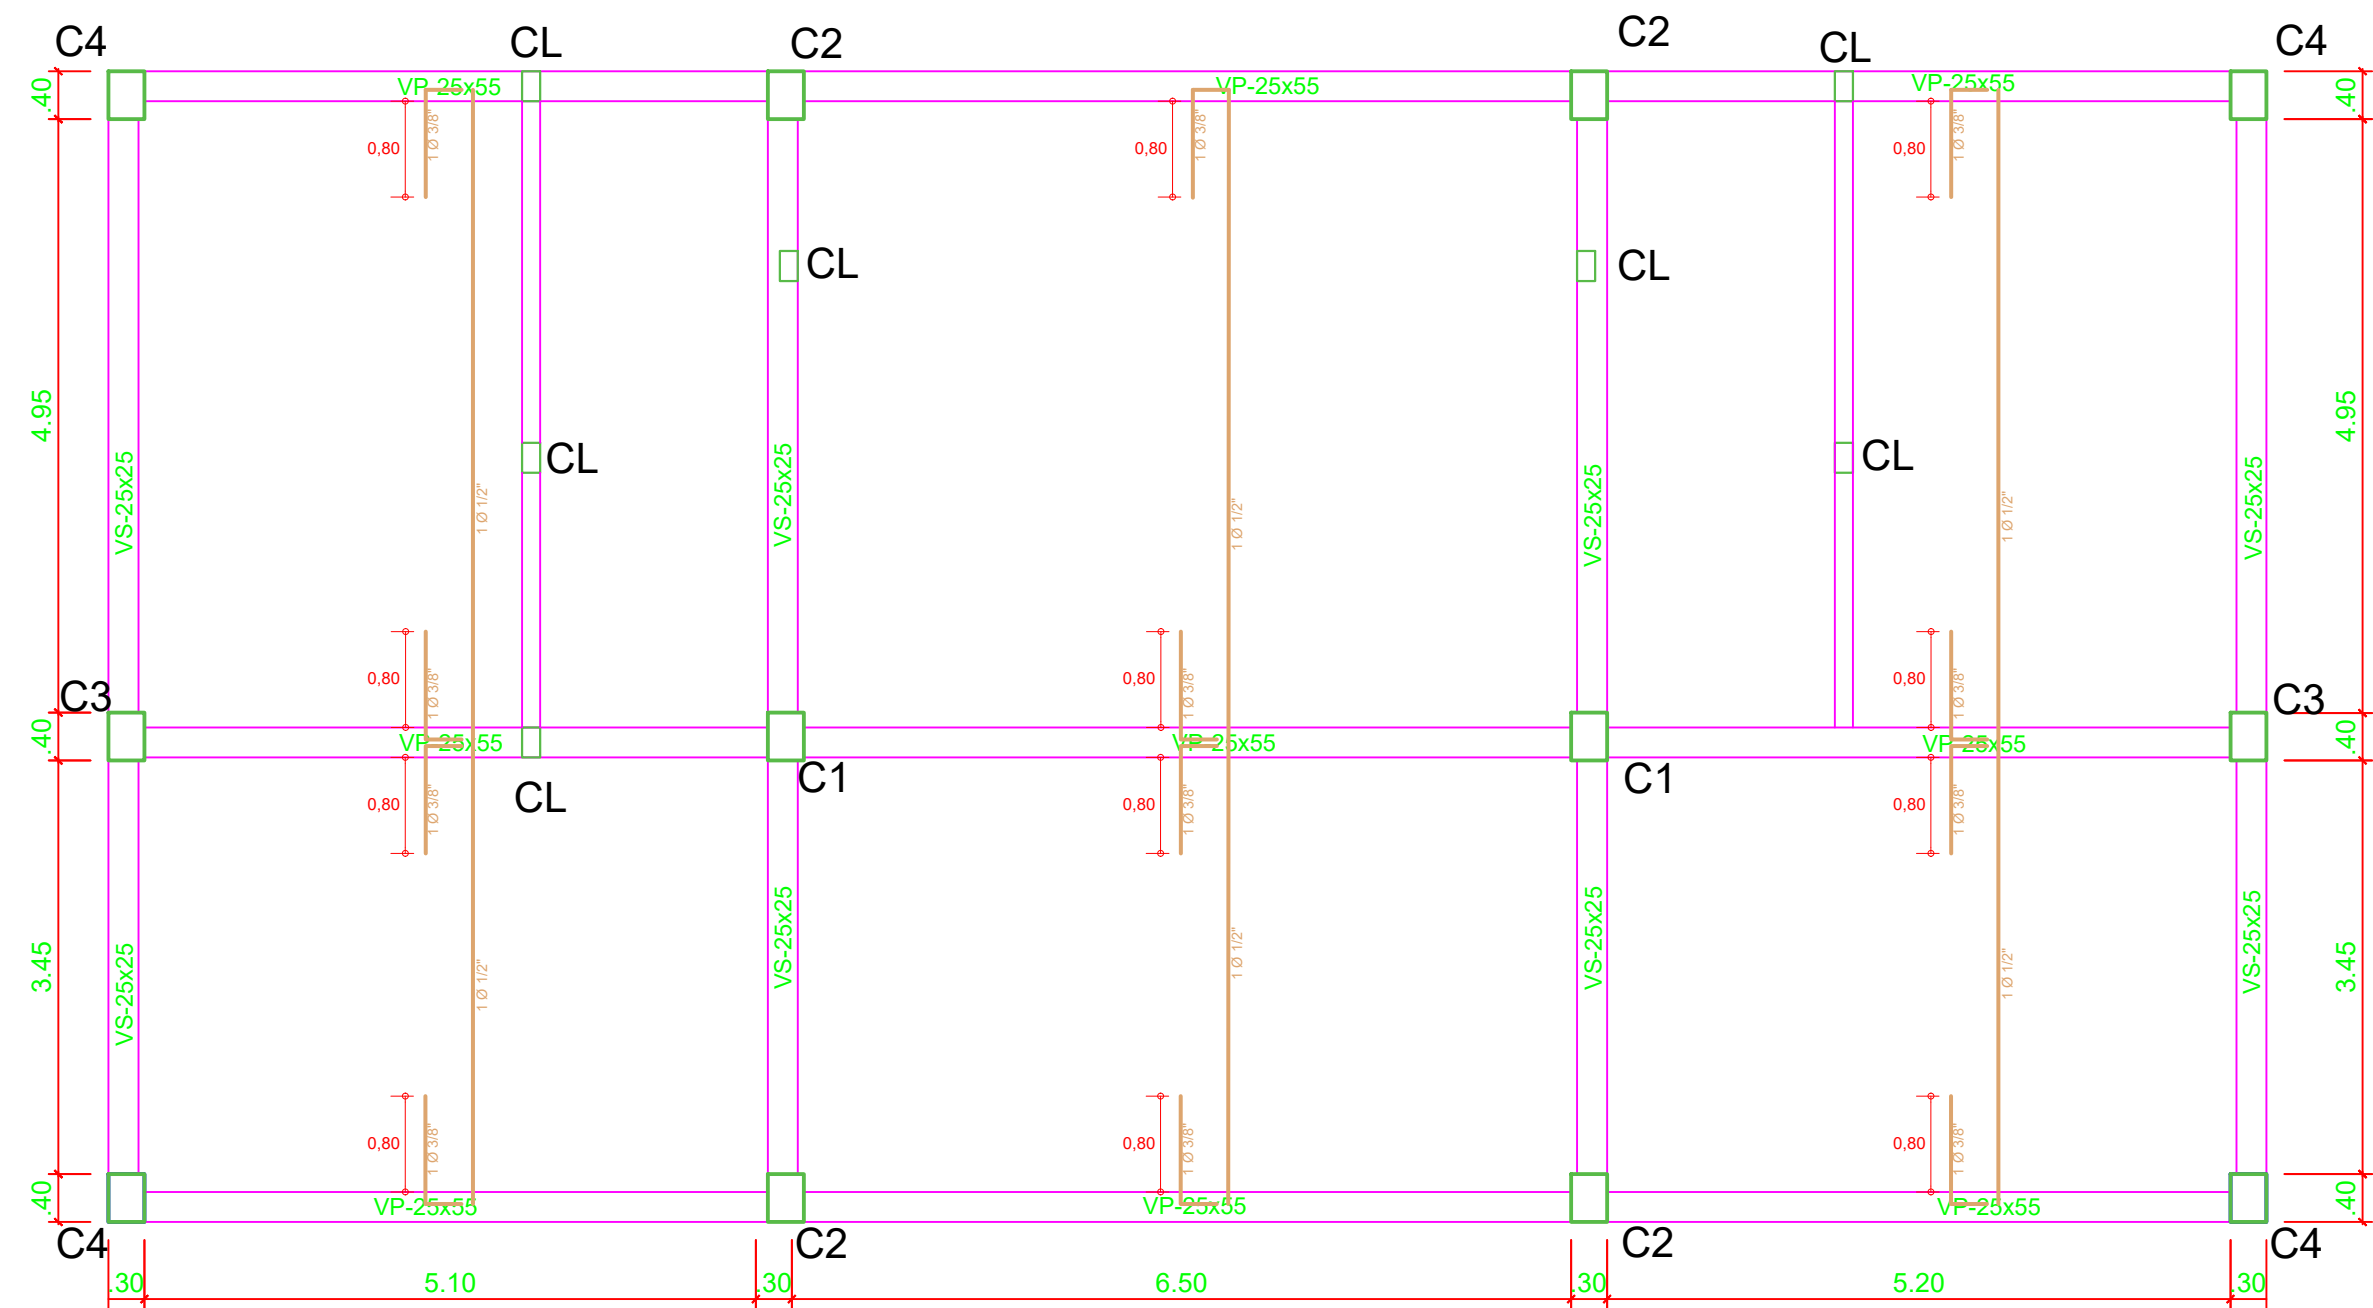 C4
CL
C2
C2
CL
C4
.40
VP-25x55
VP-25x55
VP-25x55
.40
0,80
1 Ø 3/8"
0,80
1 Ø 3/8"
0,80
1 Ø 3/8"
CL
CL
4.95
VS-25x25
1 Ø 1/2"
CL
VS-25x25
1 Ø 1/2"
VS-25x25
CL
1 Ø 1/2"
VS-25x25
4.95
0,80
1 Ø 3/8"
0,80
1 Ø 3/8"
0,80
1 Ø 3/8"
C3
C3
.40
VP-25x55
VP-25x55
VP-25x55
.40
CL
C1
C1
0,80
1 Ø 3/8"
0,80
1 Ø 3/8"
0,80
1 Ø 3/8"
3.45
VS-25x25
1 Ø 1/2"
VS-25x25
1 Ø 1/2"
VS-25x25
1 Ø 1/2"
VS-25x25
3.45
0,80
1 Ø 3/8"
0,80
1 Ø 3/8"
0,80
1 Ø 3/8"
.40
VP-25x55
VP-25x55
VP-25x55
.40
C4
C2
C2
C4
.30
5.10
.30
6.50
.30
5.20
.30